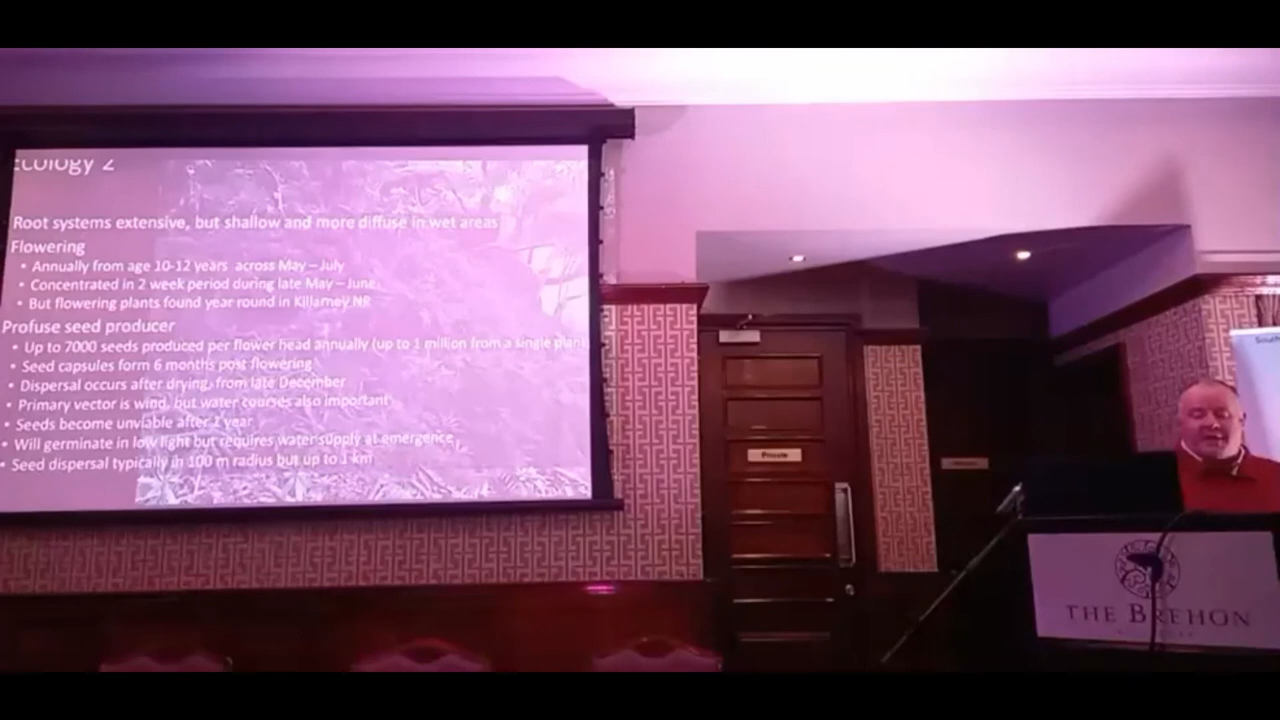 Ecology 2
Root systems extensive, but shallow and more diffuse in wet areas
Flowering
• Annually from age 10-12 years across May – July
• Concentrated in 2 week period during late May – June
• But flowering plants found year round in Killarney NP
Profuse seed producer
• Up to 7000 seeds produced per flower head annually (up to 1 million from a single plant)
• Seed capsules form 6 months post flowering
• Dispersal occurs after drying, from late December
• Primary vector is wind, but water courses also important
• Seeds become unviable after year
• Will germinate in low light but requires water supply at emergence
• Seed dispersal typically in 100 m radius but up to 1 km
Private
South
THE BREHON